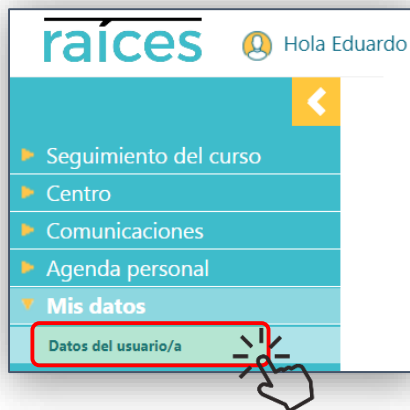 raíces
Hola Eduardo
Seguimiento del curso
Centro
Comunicaciones
Agenda personal
Mis datos
Datos del usuario/a